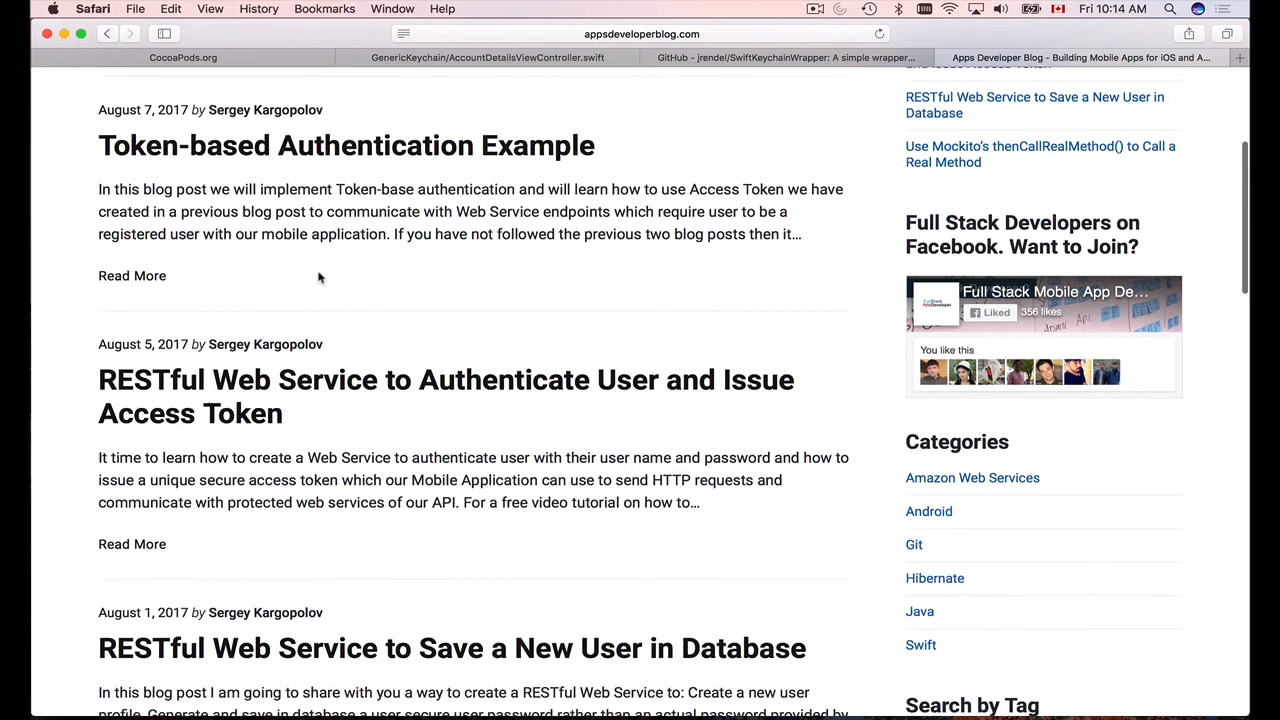 Safari File Edit View History Bookmarks Window Help
Fri 10:14 AM
appsdeveloperblog.com
CocoaPods.org
GenericKeychain/AccountDetailsViewController.swift
GitHub - jrendel/SwiftKeychainWrapper: A simple wrapper...
Apps Developer Blog - Building Mobile Apps for iOS and A...
August 7, 2017 by Sergey Kargopolov
Token-based Authentication Example
In this blog post we will implement Token-base authentication and will learn how to use Access Token we have
created in a previous blog post to communicate with Web Service endpoints which require user to be a
registered user with our mobile application. If you have not followed the previous two blog posts then it...
Read More
August 5, 2017 by Sergey Kargopolov
RESTful Web Service to Authenticate User and Issue
Access Token
It time to learn how to create a Web Service to authenticate user with their user name and password and how to
issue a unique secure access token which our Mobile Application can use to send HTTP requests and
communicate with protected web services of our API. For a free video tutorial on how to...
Read More
August 1, 2017 by Sergey Kargopolov
RESTful Web Service to Save a New User in Database
In this blog post I am going to share with you a way to create a RESTful Web Service to: Create a new user
profile, Generate and save in database a user secure user password rather than an actual password provided by
RESTful Web Service to Save a New User in
Database
Use Mockito's thenCallRealMethod() to Call a
Real Method
Full Stack Developers on
Facebook. Want to Join?
Full Stack Mobile App De...
Liked
356 likes
You like this
Categories
Amazon Web Services
Android
Git
Hibernate
Java
Swift
Search by Tag